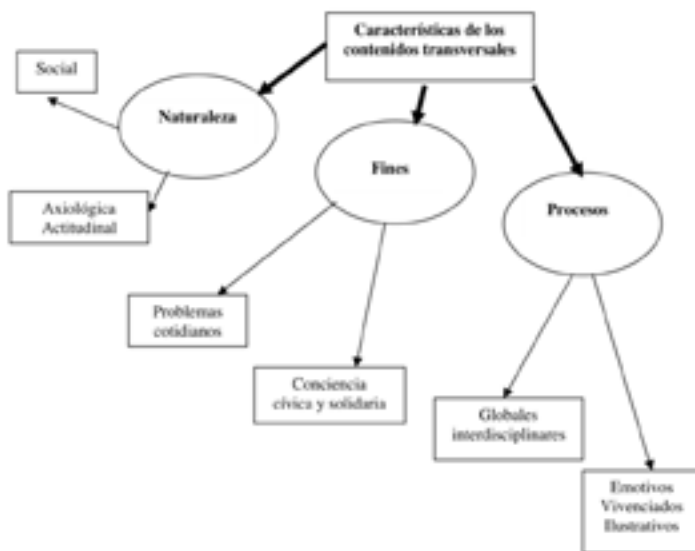 Características de los
contenidos transversales
Social
Naturaleza
Axiológica
Actitudinal
Fines
Procesos
Problemas
cotidianos
Conciencia
cívica y solidaria
Globales
interdisciplinares
Emotivos
Vivenciados
Ilustrativos